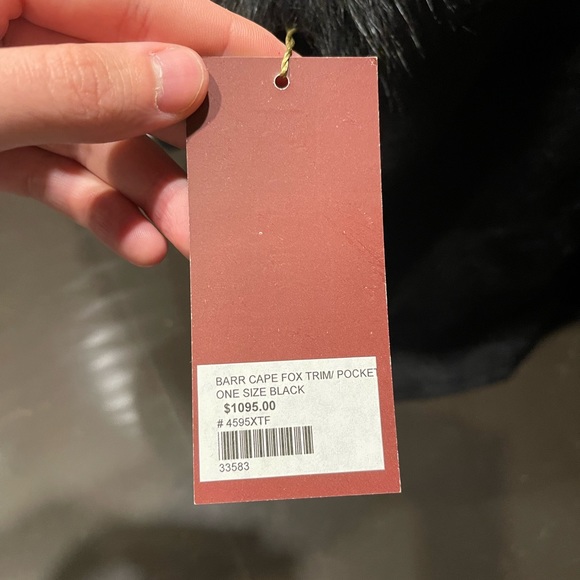 BARR CAPE FOX TRIM/ POCKET
ONE SIZE BLACK
$1095.00
# 4595XTF
33583